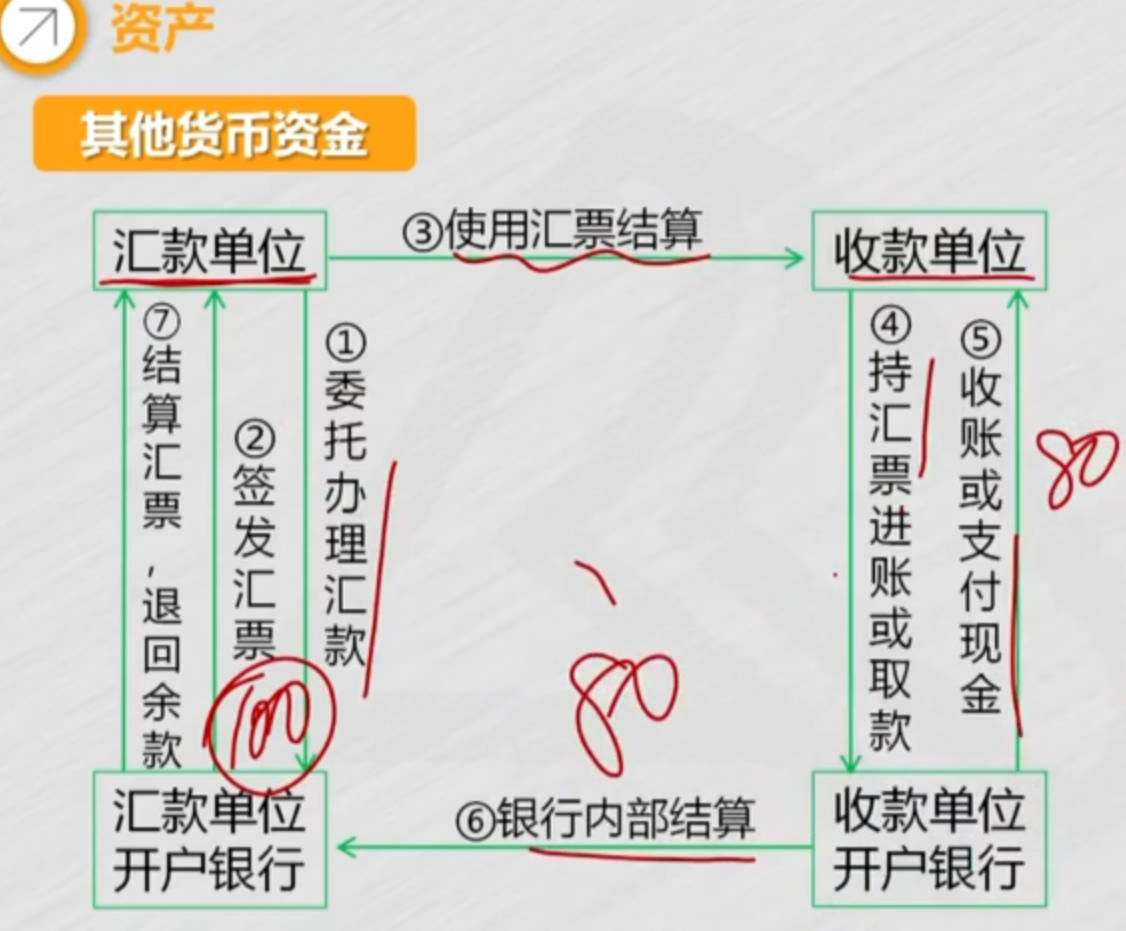 资产
其他货币资金
汇款单位
③使用汇票结算
收款单位
⑦结算汇票,退回余款
②签发汇票
①委托办理汇款
④持汇票进账或取款
⑤收账或支付现金
80
100
80
汇款单位
开户银行
⑥银行内部结算
收款单位
开户银行